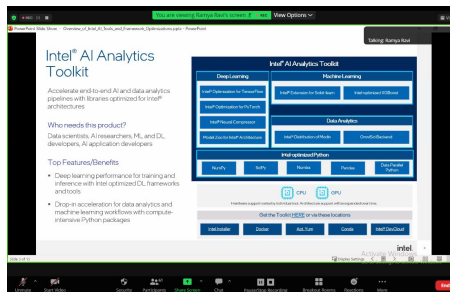 REC
You are viewing Ramya Ravi's screen
View Options
PowerPoint Slide Show - Overview_of_Intel_AI_Tools_and_Framework_Optimizations.pptx - PowerPoint
Talking: Ramya Ravi
Intel® AI Analytics
Toolkit
Accelerate end-to-end AI and data analytics
pipelines with libraries optimized for Intel®
architectures
Who needs this product?
Data scientists, AI researchers, ML and DL
developers, AI application developers
Top Features/Benefits
• Deep learning performance for training and
inference with Intel optimized DL frameworks
and tools
• Drop-in acceleration for data analytics and
machine learning workflows with compute-
intensive Python packages
Intel® AI Analytics Toolkit
Deep Learning
Intel® Optimization for TensorFlow
Intel® Optimization for PyTorch
Intel® Neural Compressor
Model Zoo for Intel® Architecture
Machine Learning
Intel® Extension for Scikit-learn
Intel-optimized XGBoost
Data Analytics
Intel® Distribution of Modin
OmniSci Backend
Intel-optimized Python
NumPy
SciPy
Numba
Pandas
Data Parallel
Python
CPU
GPU
Get the Toolkit HERE or via these locations
Intel Installer
Docker
Apt, Yum
Conda
Intel® DevCloud
intel.
Activate Windows
Display Settings
Unmute
Start Video
Security
Participants
Share Screen
Chat
Pause/Stop Recording
Breakout Rooms
Reactions
More
End